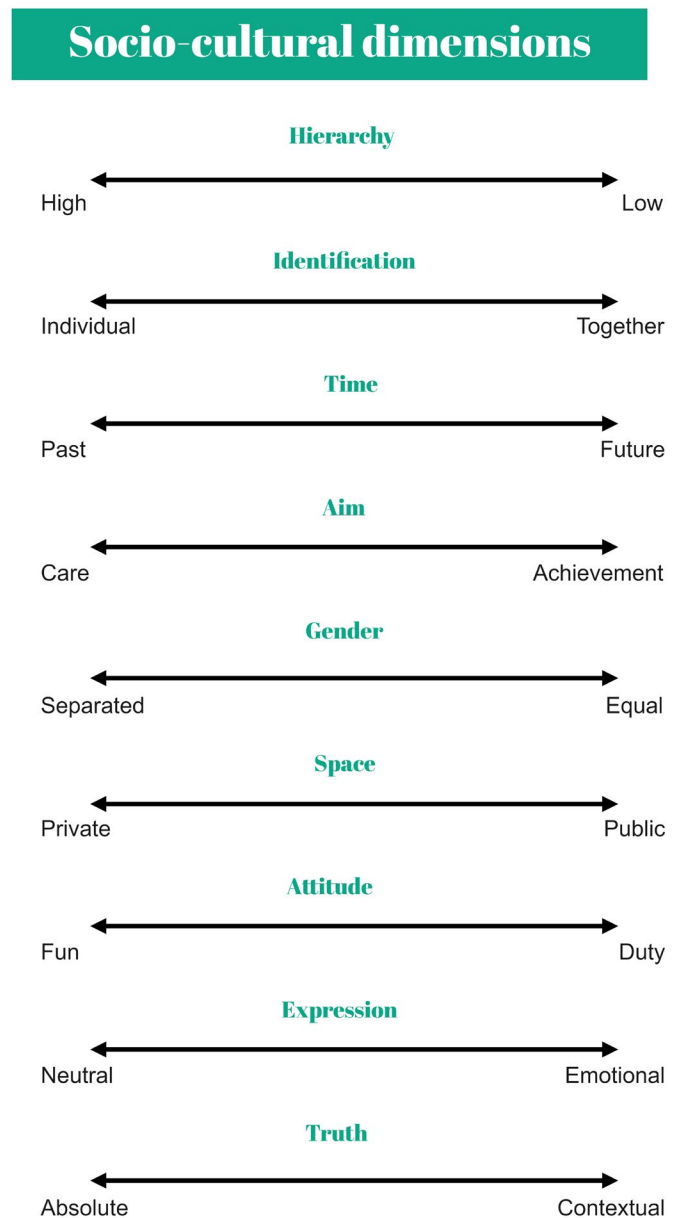 Socio-cultural dimensions
Hierarchy
High Low
Identification
Individual Together
Time
Past Future
Aim
Care Achievement
Gender
Separated Equal
Space
Private Public
Attitude
Fun Duty
Expression
Neutral Emotional
Truth
Absolute Contextual